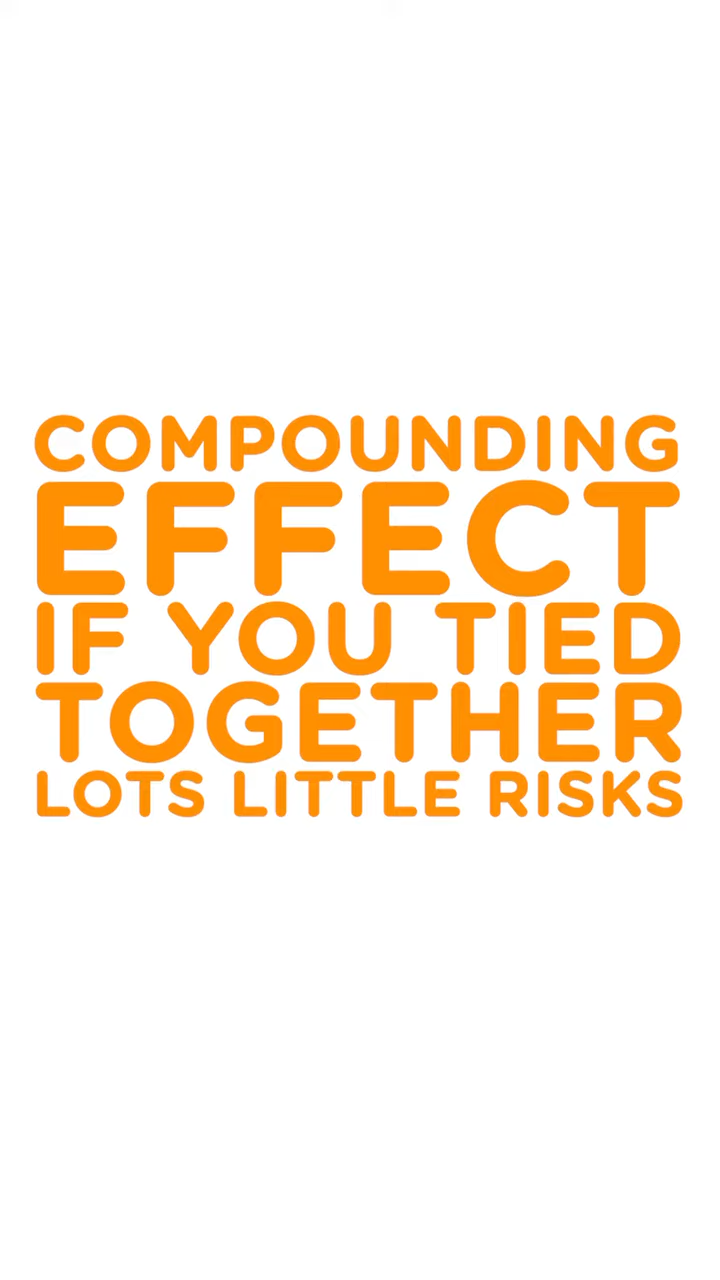 COMPOUNDING
EFFECT
IF YOU TIED
TOGETHER
LOTS LITTLE RISKS